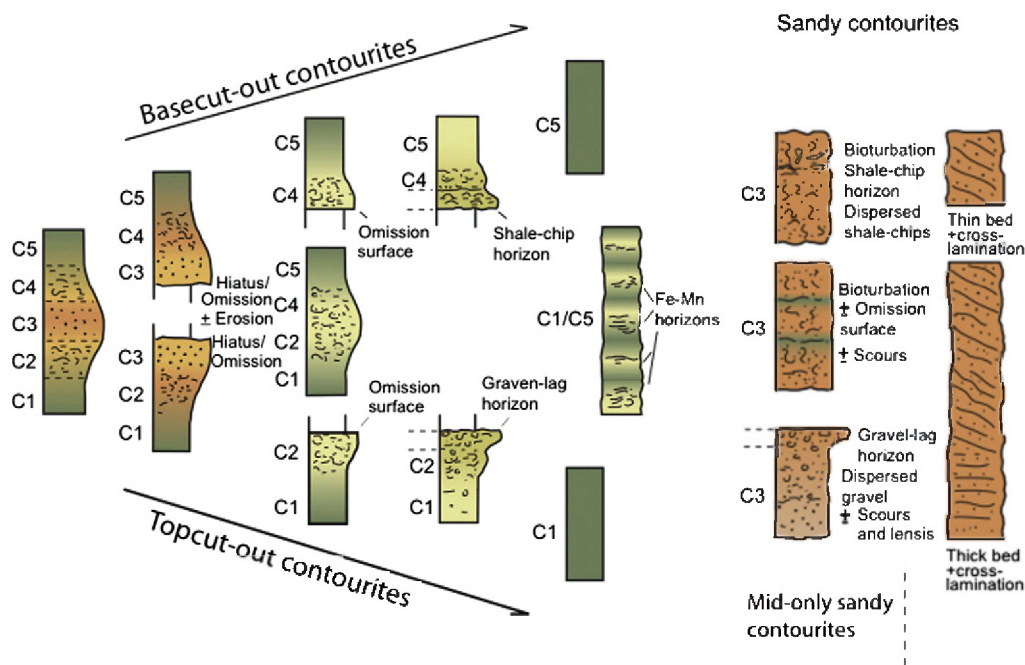 Sandy contourites
Basecut-out contourites
C5
C4
C3
C2
C1
C5
C4
C3
Hiatus/
Omission
± Erosion
Hiatus/
Omission
C3
C2
C1
C5
C4
Omission
surface
C5
C4
C2
C1
Omission
surface
C2
C1
C5
C4
Shale-chip
horizon
Graven-lag
horizon
C2
C1
C5
C1/C5
Fe-Mn
horizons
C1
Topcut-out contourites
C3
Bioturbation
Shale-chip
horizon
Dispersed
shale-chips
Thin bed
+cross-
lamination
C3
Bioturbation
± Omission
surface
± Scours
C3
Gravel-lag
horizon
Dispersed
gravel
± Scours
and lensis
Thick bed
+cross-
lamination
Mid-only sandy
contourites